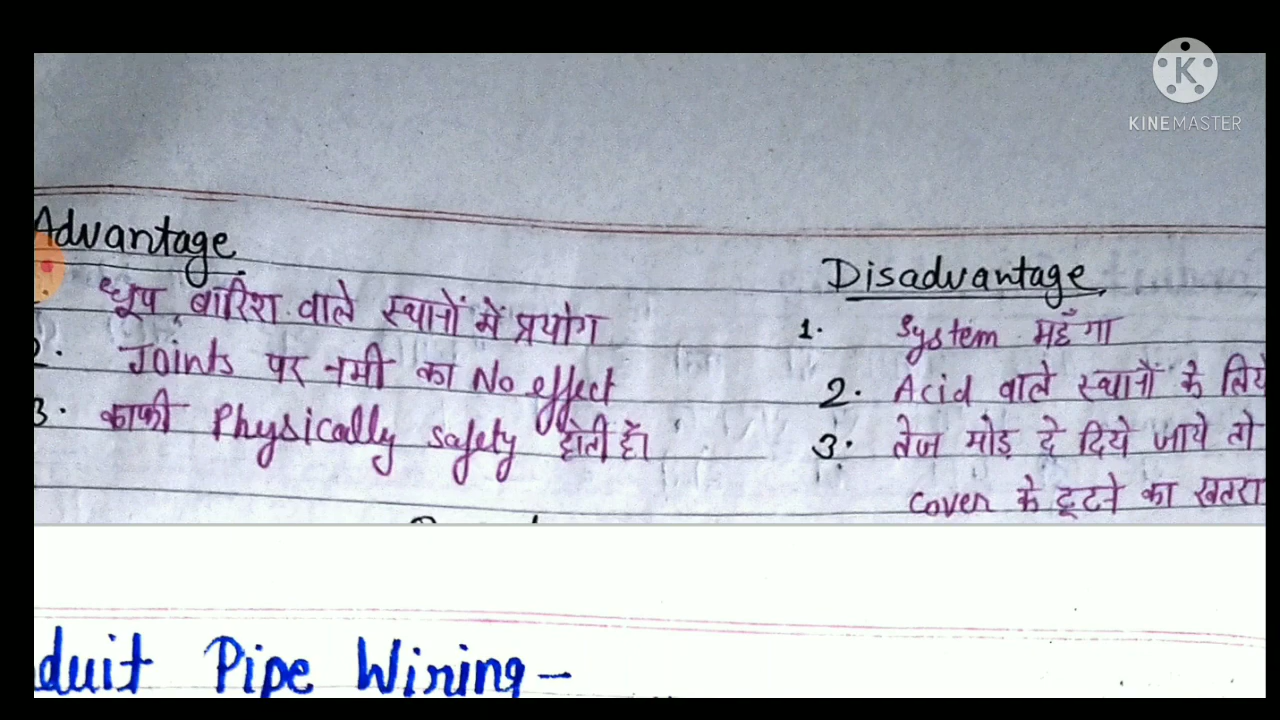 KINEMASTER
Advantage
धूप, बारिश वाले स्थानों में प्रयोग
2. Joints पर नमी का No effect
3. काफी Physically safety होती है।
Disadvantage
1. System महँगा
2. Acid वाले स्थानों के लिये
3. तेज मोड़ दे दिये जाये तो
cover के टूटने का खतरा
duit Pipe Wiring-